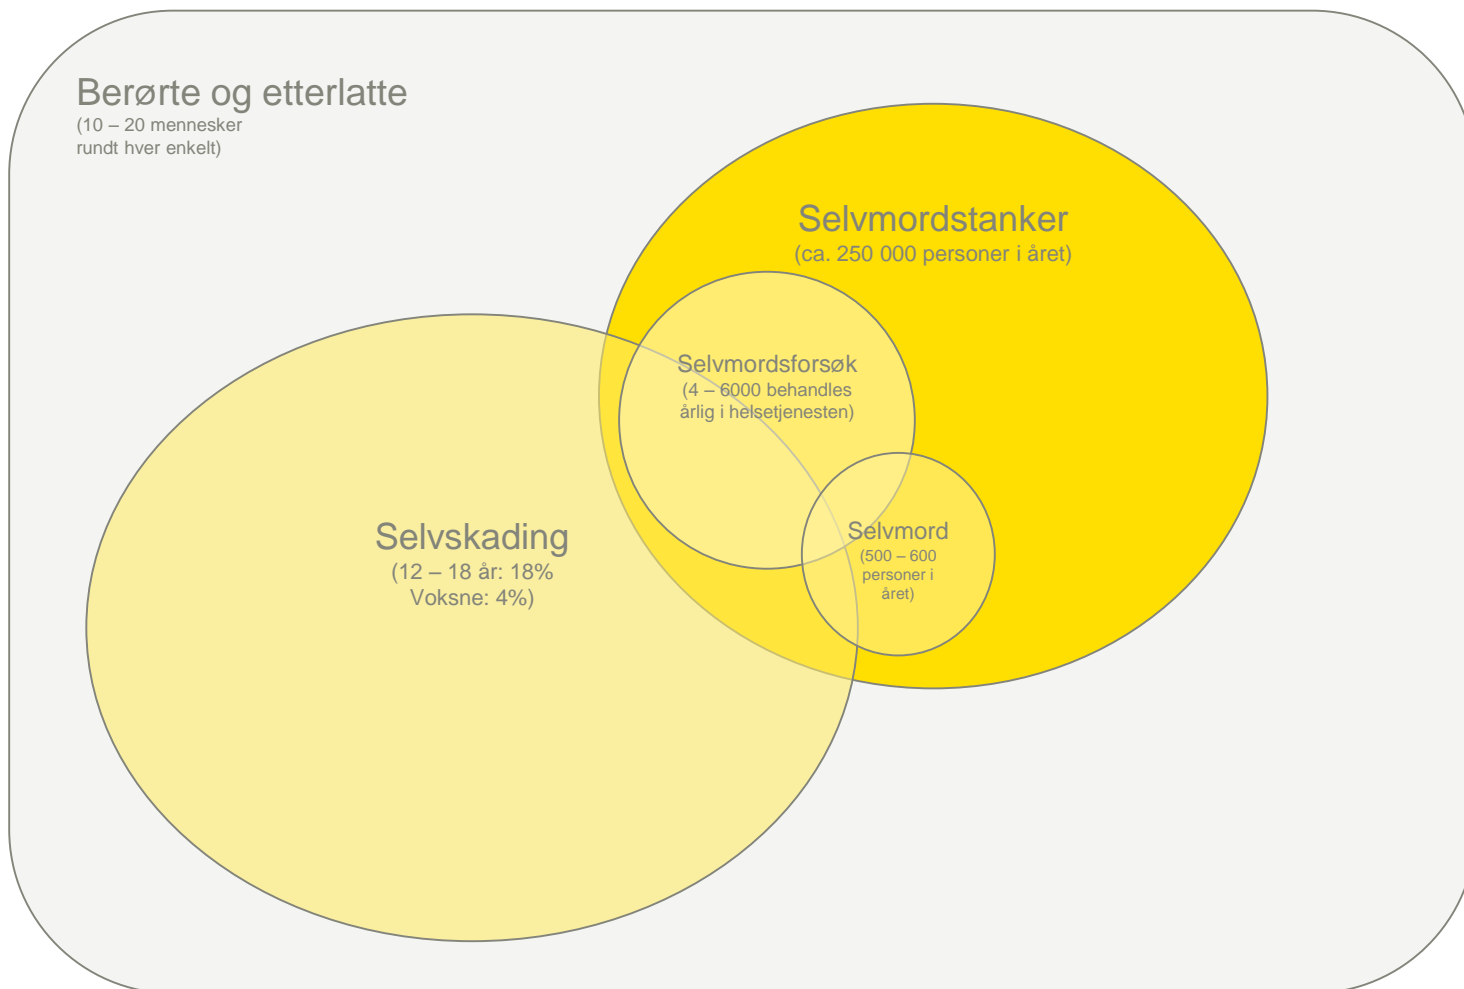 Berørte og etterlatte
(10 – 20 mennesker
rundt hver enkelt)
Selvmordstanker
(ca. 250 000 personer i året)
Selvmordsforsøk
(4 – 6000 behandles
årlig i helsetjenesten)
Selvskading
(12 – 18 år: 18%
Voksne: 4%)
Selvmord
(500 – 600
personer i
året)